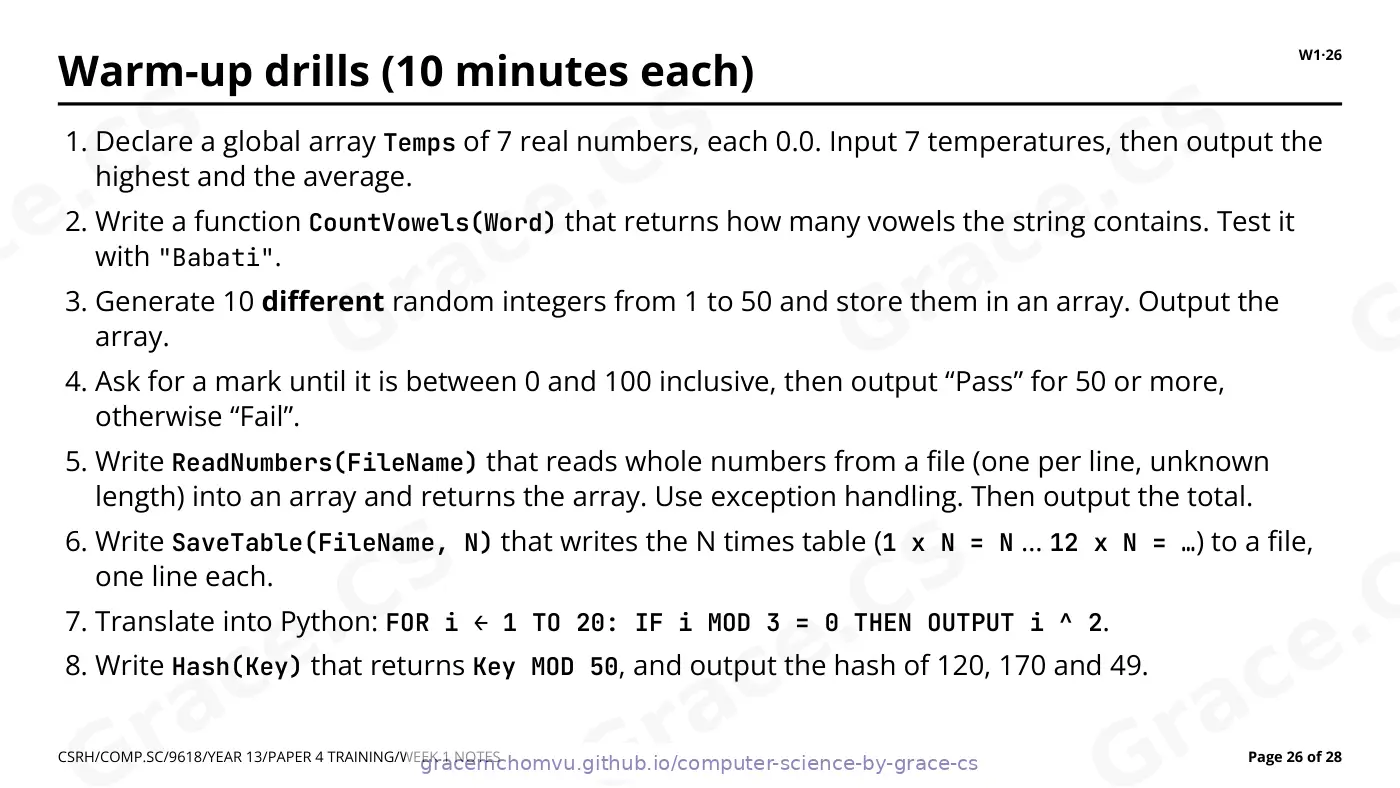 Warm-up drills (10 minutes each)
W1·26
1. Declare a global array Temps of 7 real numbers, each 0.0. Input 7 temperatures, then output the
highest and the average.
2. Write a function CountVowels(Word) that returns how many vowels the string contains. Test it
with "Babati".
3. Generate 10 different random integers from 1 to 50 and store them in an array. Output the
array.
4. Ask for a mark until it is between 0 and 100 inclusive, then output “Pass” for 50 or more,
otherwise “Fail”.
5. Write ReadNumbers(FileName) that reads whole numbers from a file (one per line, unknown
length) into an array and returns the array. Use exception handling. Then output the total.
6. Write SaveTable(FileName, N) that writes the N times table (1 x N = N … 12 x N = …) to a file,
one line each.
7. Translate into Python: FOR i ← 1 TO 20: IF i MOD 3 = 0 THEN OUTPUT i ^ 2.
8. Write Hash(Key) that returns Key MOD 50, and output the hash of 120, 170 and 49.
CSRH/COMP.SC/9618/YEAR 13/PAPER 4 TRAINING/WEEK 1 NOTES
gracemchomvu.github.io/computer-science-by-grace-cs
Page 26 of 28
Grace.CS